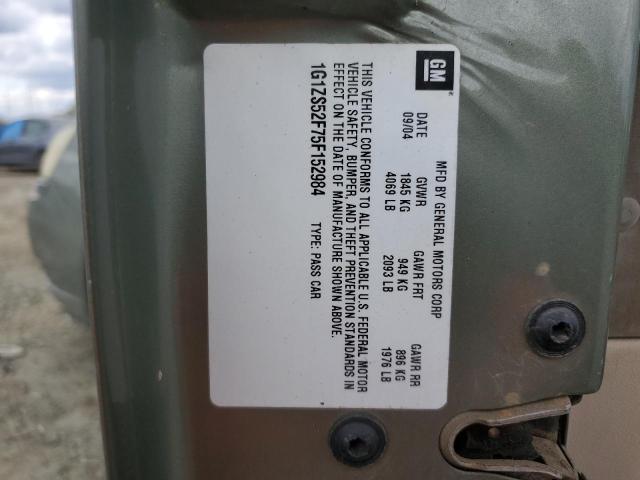 GM
MFD BY GENERAL MOTORS CORP
DATE GVWR GAWR FRT GAWR RR
09/04 1845 KG 949 KG 896 KG
4069 LB 2093 LB 1976 LB
THIS VEHICLE CONFORMS TO ALL APPLICABLE U.S. FEDERAL MOTOR
VEHICLE SAFETY, BUMPER, AND THEFT PREVENTION STANDARDS IN
EFFECT ON THE DATE OF MANUFACTURE SHOWN ABOVE.
1G1ZS52F75F152984 TYPE: PASS CAR